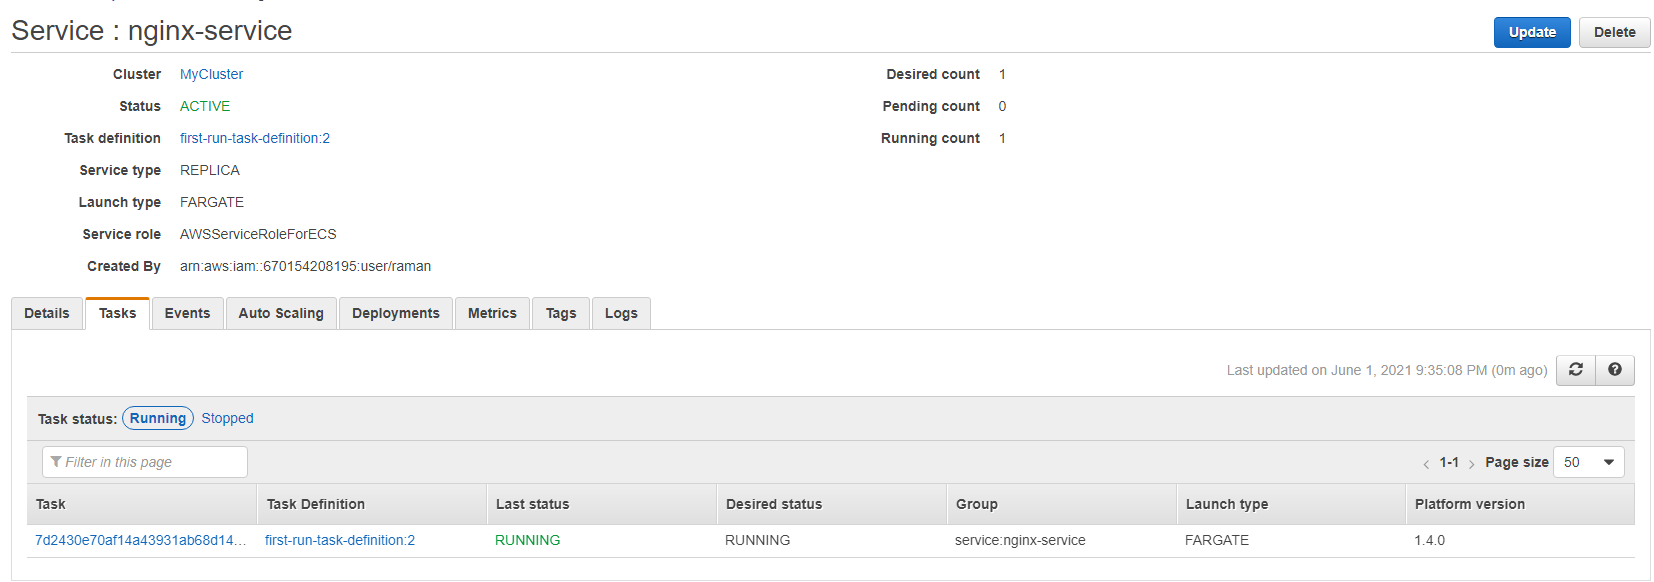 Service : nginx-service
Update
Delete
Cluster MyCluster
Desired count 1
Status ACTIVE
Pending count 0
Task definition first-run-task-definition:2
Running count 1
Service type REPLICA
Launch type FARGATE
Service role AWSServiceRoleForECS
Created By arn:aws:iam::670154208195:user/raman
Details Tasks Events Auto Scaling Deployments Metrics Tags Logs
Last updated on June 1, 2021 9:35:08 PM (0m ago)
Task status: Running Stopped
Filter in this page
1-1 Page size 50
Task Task Definition Last status Desired status Group Launch type Platform version
7d2430e70af14a43931ab68d14... first-run-task-definition:2 RUNNING RUNNING service:nginx-service FARGATE 1.4.0